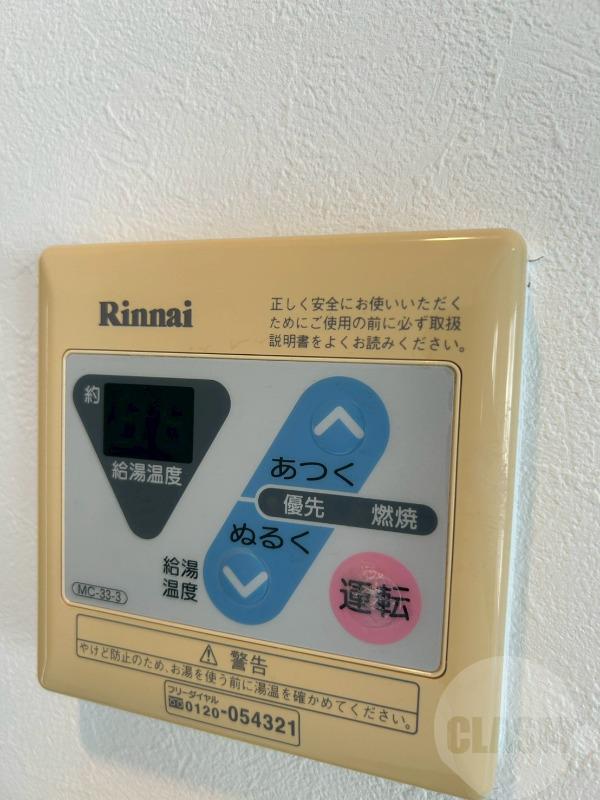 Rinnai
正しく安全にお使いいただく
ためにご使用の前に必ず取扱
説明書をよくお読みください。
約
給湯温度
あつく
優先 燃焼
ぬるく
給湯
温度
運転
MC-33-3
警告
やけど防止のため、お湯を使う前に湯温を確かめてください。
フリーダイヤル
0120-054321